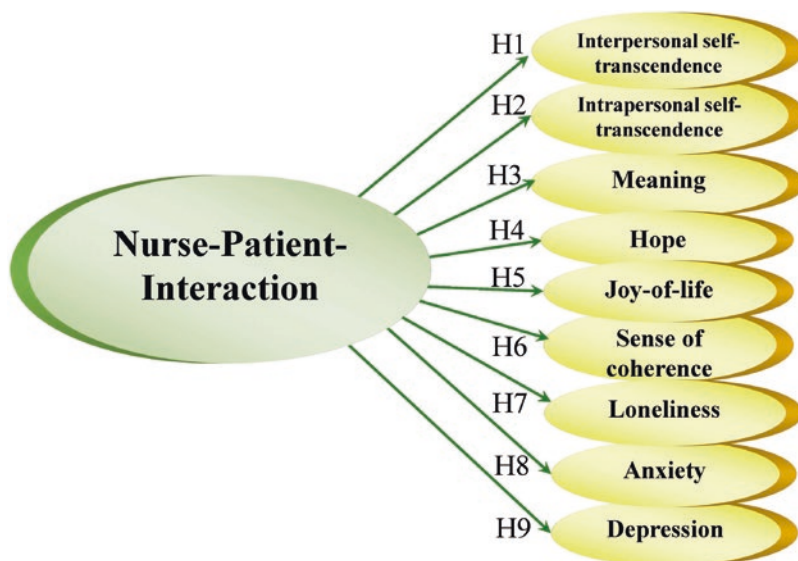 H1
Interpersonal self-
transcendence
H2
Intrapersonal self-
transcendence
H3
Meaning
H4
Hope
H5
Joy-of-life
H6
Sense of
coherence
H7
Loneliness
H8
Anxiety
H9
Depression
Nurse-Patient-
Interaction